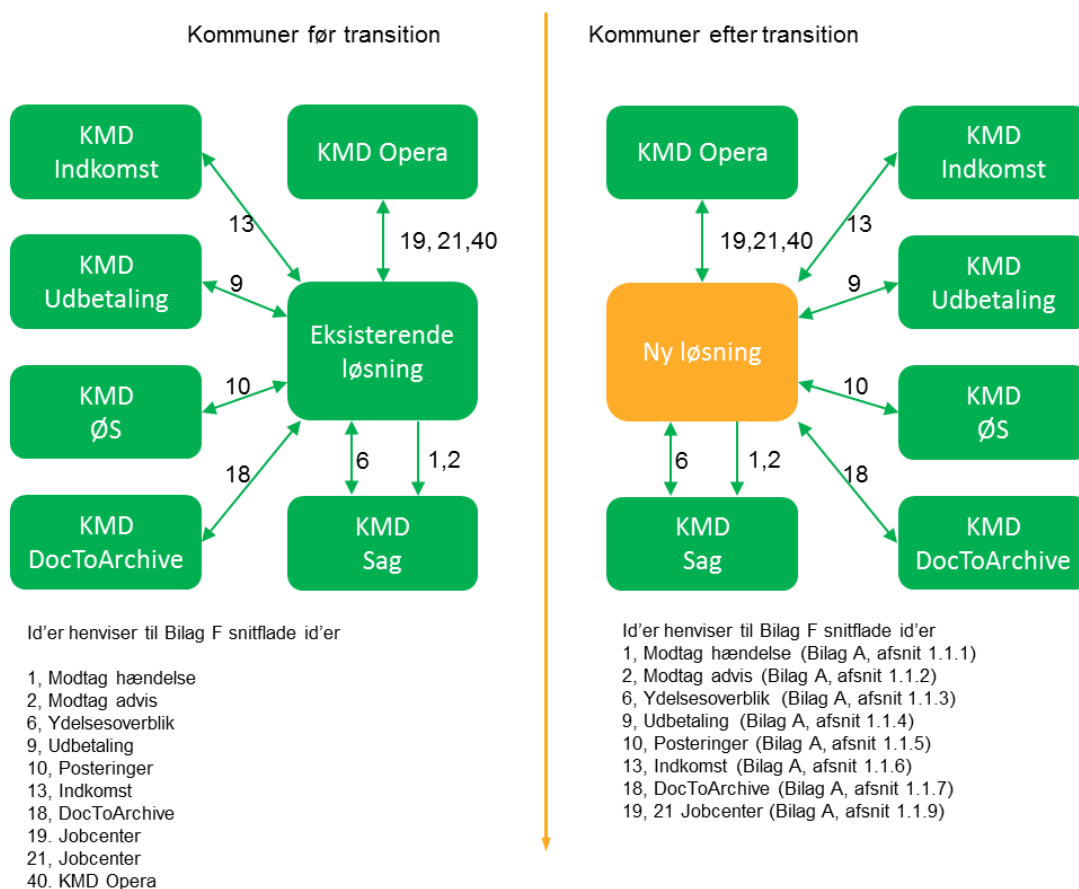 Kommuner før transition
KMD
Indkomst
KMD Opera
13
19, 21,40
KMD
Udbetaling
9
Eksisterende
løsning
KMD
ØS
10
18
6
1,2
KMD
DocToArchive
KMD
Sag
Id'er henviser til Bilag F snitflade id'er
1, Modtag hændelse
2, Modtag advis
6, Ydelsesoverblik
9, Udbetaling
10, Posteringer
13, Indkomst
18, DocToArchive
19. Jobcenter
21, Jobcenter
40. KMD Opera
Kommuner efter transition
KMD Opera
KMD
Indkomst
19,21,40
13
KMD
Udbetaling
9
Ny løsning
10
KMD
ØS
6
1,2
18
KMD
Sag
KMD
DocToArchive
Id'er henviser til Bilag F snitflade id'er
1, Modtag hændelse (Bilag A, afsnit 1.1.1)
2, Modtag advis (Bilag A, afsnit 1.1.2)
6, Ydelsesoverblik (Bilag A, afsnit 1.1.3)
9, Udbetaling (Bilag A, afsnit 1.1.4)
10, Posteringer (Bilag A, afsnit 1.1.5)
13, Indkomst (Bilag A, afsnit 1.1.6)
18, DocToArchive (Bilag A, afsnit 1.1.7)
19, 21 Jobcenter (Bilag A, afsnit 1.1.9)